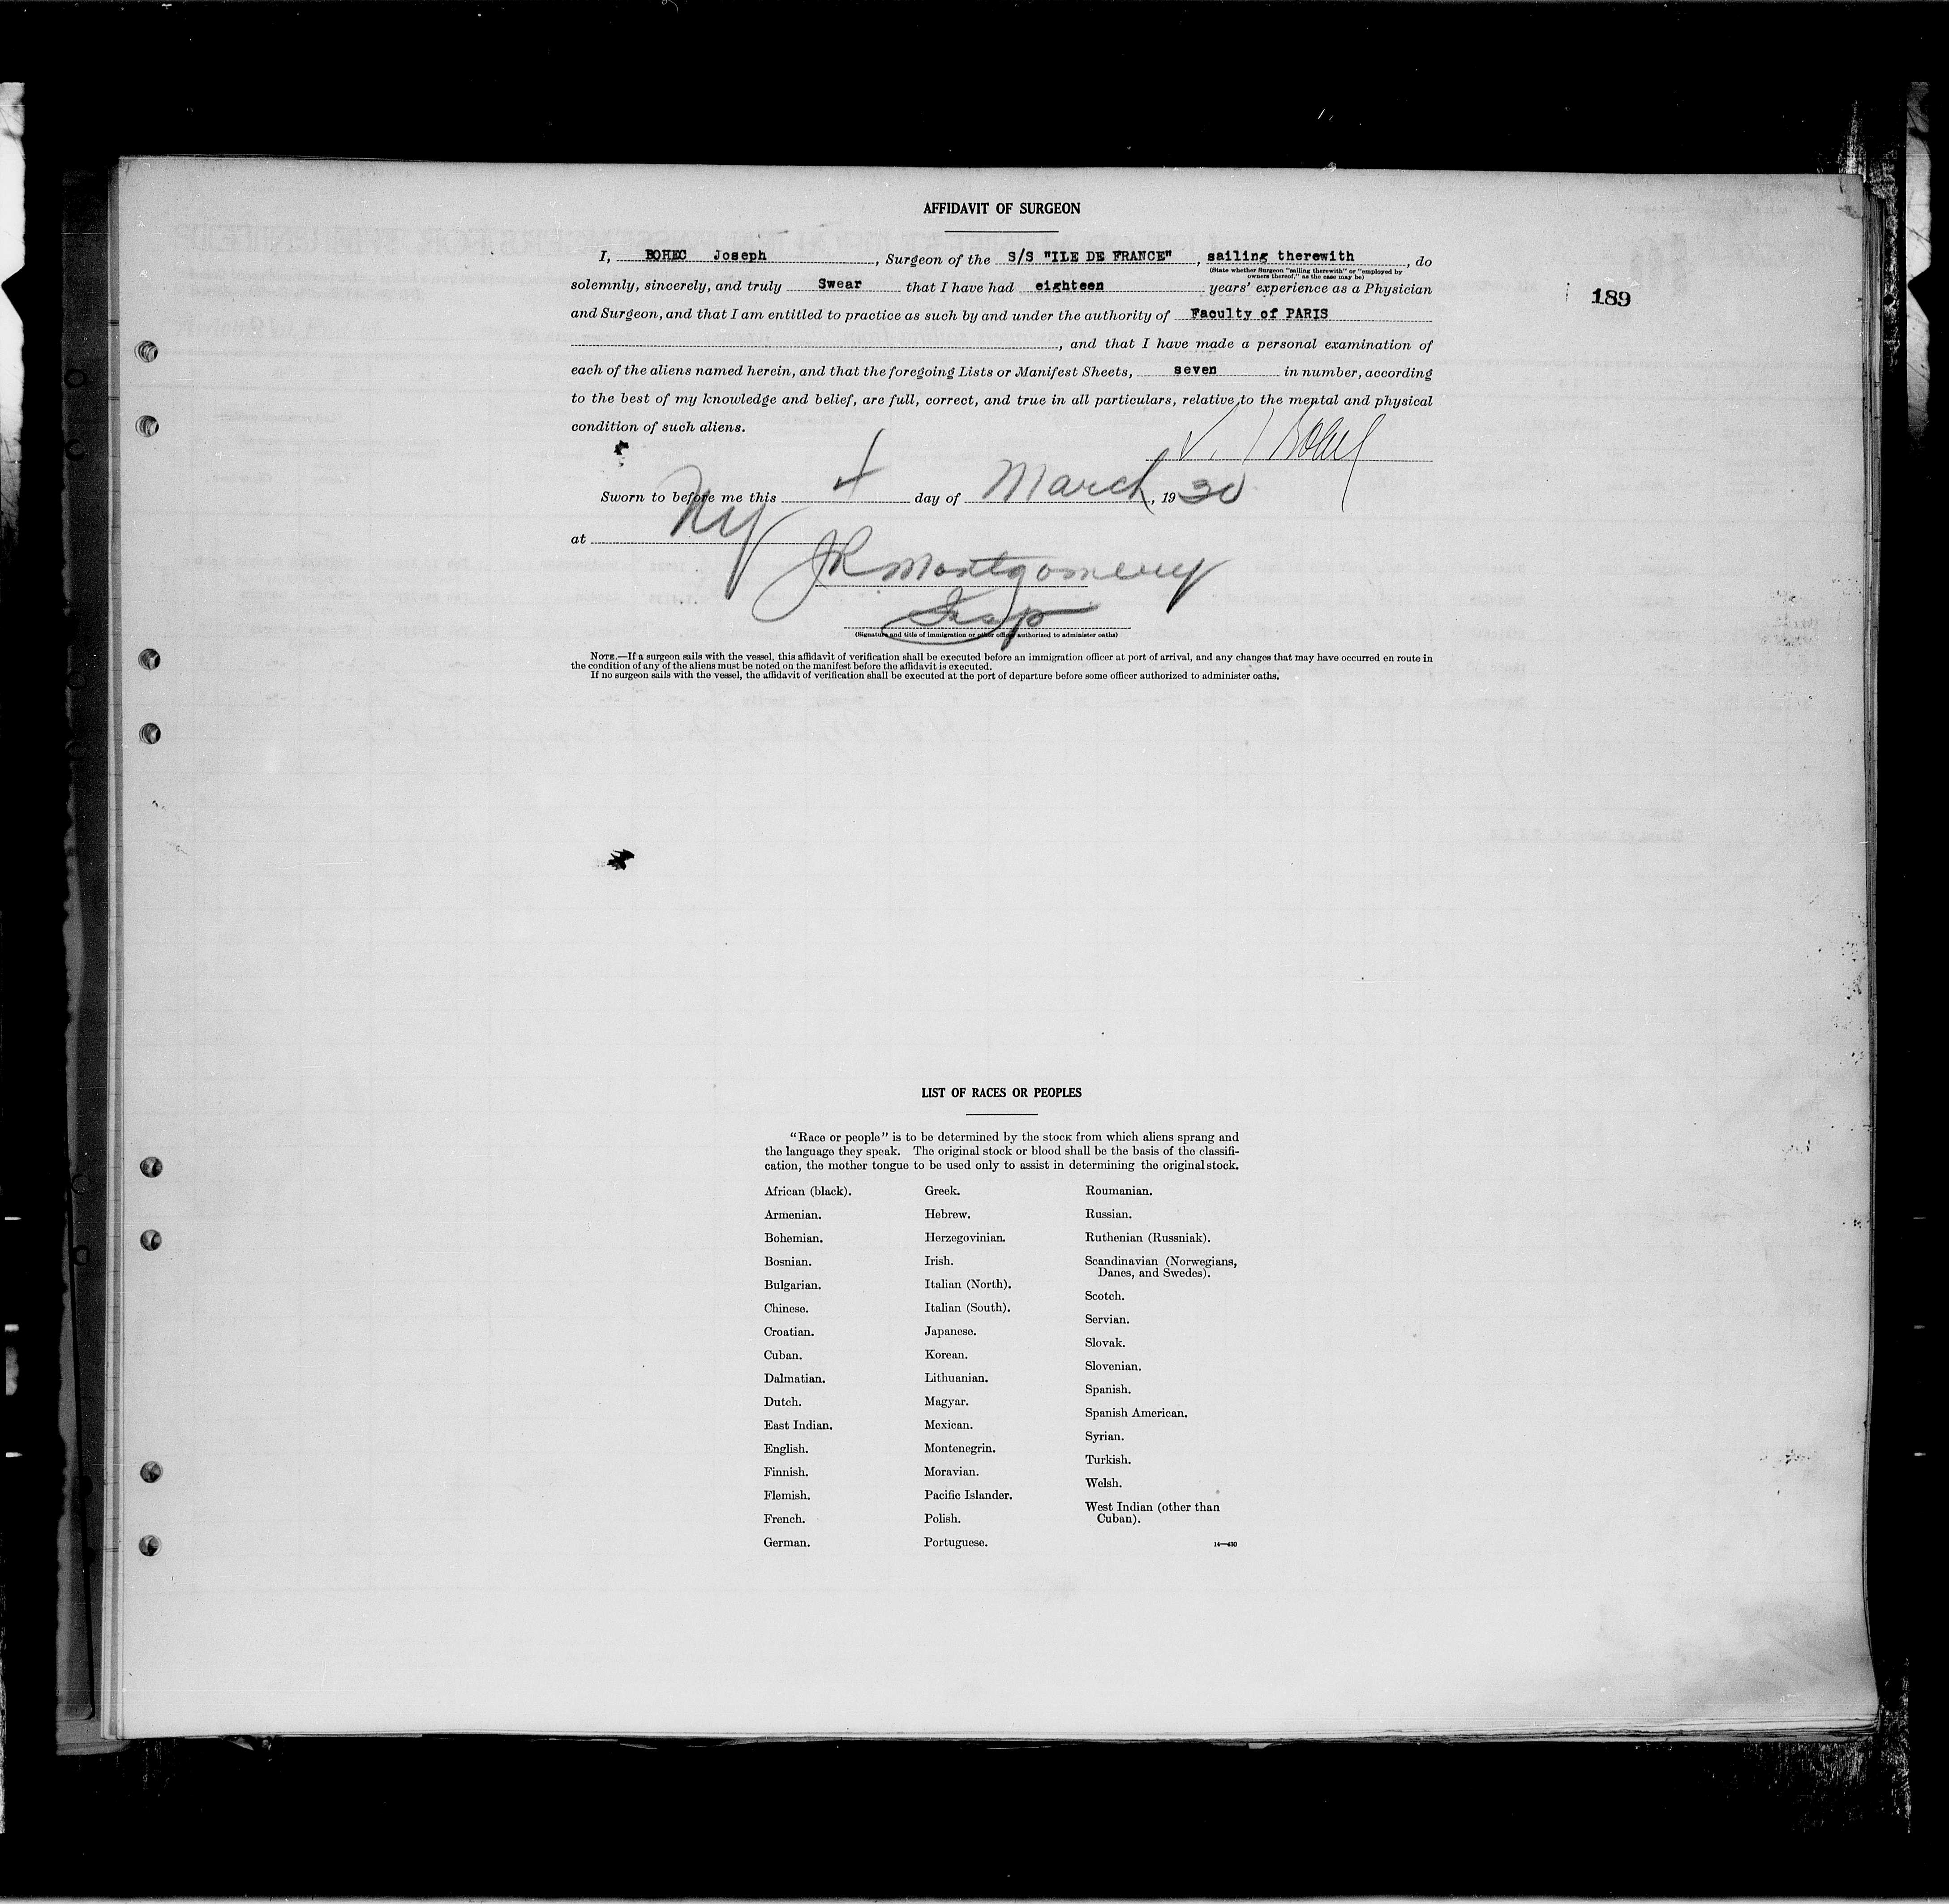 AFFIDAVIT OF SURGEON
I, BOHEC Joseph, Surgeon of the S/S "ILE DE FRANCE", sailing therewith, do
(State whether Surgeon "sailing therewith" or "employed by
owners thereof," as the case may be)
solemnly, sincerely, and truly Swear that I have had eighteen years' experience as a Physician
189
and Surgeon, and that I am entitled to practice as such by and under the authority of Faculty of PARIS
, and that I have made a personal examination of
each of the aliens named herein, and that the foregoing Lists or Manifest Sheets, seven in number, according
to the best of my knowledge and belief, are full, correct, and true in all particulars, relative to the mental and physical
condition of such aliens.
Bohec
Sworn to before me this 4 day of March, 1930
at NY
JR Montgomery
Insp
(Signature and title of immigration or other officer authorized to administer oaths)
NOTE.—If a surgeon sails with the vessel, this affidavit of verification shall be executed before an immigration officer at port of arrival, and any changes that may have occurred en route in
the condition of any of the aliens must be noted on the manifest before the affidavit is executed.
If no surgeon sails with the vessel, the affidavit of verification shall be executed at the port of departure before some officer authorized to administer oaths.
LIST OF RACES OR PEOPLES
"Race or people" is to be determined by the stock from which aliens sprang and
the language they speak. The original stock or blood shall be the basis of the classifi-
cation, the mother tongue to be used only to assist in determining the original stock.
African (black).
Armenian.
Bohemian.
Bosnian.
Bulgarian.
Chinese.
Croatian.
Cuban.
Dalmatian.
Dutch.
East Indian.
English.
Finnish.
Flemish.
French.
German.
Greek.
Hebrew.
Herzegovinian.
Irish.
Italian (North).
Italian (South).
Japanese.
Korean.
Lithuanian.
Magyar.
Mexican.
Montenegrin.
Moravian.
Pacific Islander.
Polish.
Portuguese.
Roumanian.
Russian.
Ruthenian (Russniak).
Scandinavian (Norwegians,
Danes, and Swedes).
Scotch.
Servian.
Slovak.
Slovenian.
Spanish.
Spanish American.
Syrian.
Turkish.
Welsh.
West Indian (other than
Cuban).
14—430